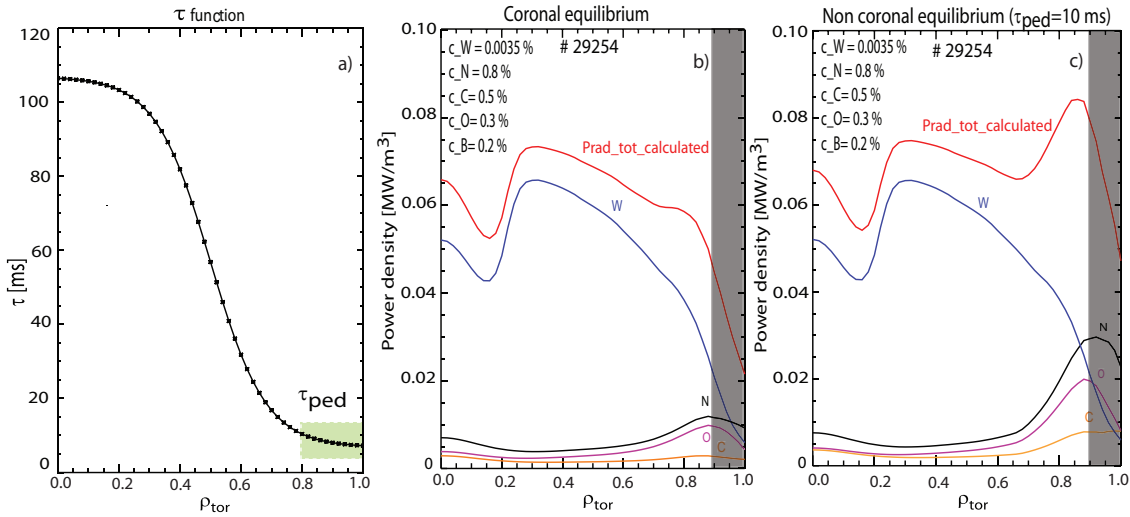 τ function
120
100
80
60
40
20
0
τ [ms]
a)
τped
0.0 0.2 0.4 0.6 0.8 1.0
ρtor
Coronal equilibrium
0.10
0.08
0.06
0.04
0.02
0
Power density [MW/m3]
c_W = 0.0035 %
c_N = 0.8 %
c_C = 0.5 %
c_O= 0.3 %
c_B= 0.2 %
# 29254
b)
Prad_tot_calculated
W
N
O
C
0.0 0.2 0.4 0.6 0.8 1.0
ρtor
Non coronal equilibrium (τped=10 ms)
0.10
0.08
0.06
0.04
0.02
0
Power density [MW/m3]
c_W = 0.0035 %
c_N = 0.8 %
c_C = 0.5 %
c_O= 0.3 %
c_B= 0.2 %
# 29254
c)
Prad_tot_calculated
W
N
O
C
0.0 0.2 0.4 0.6 0.8 1.0
ρtor